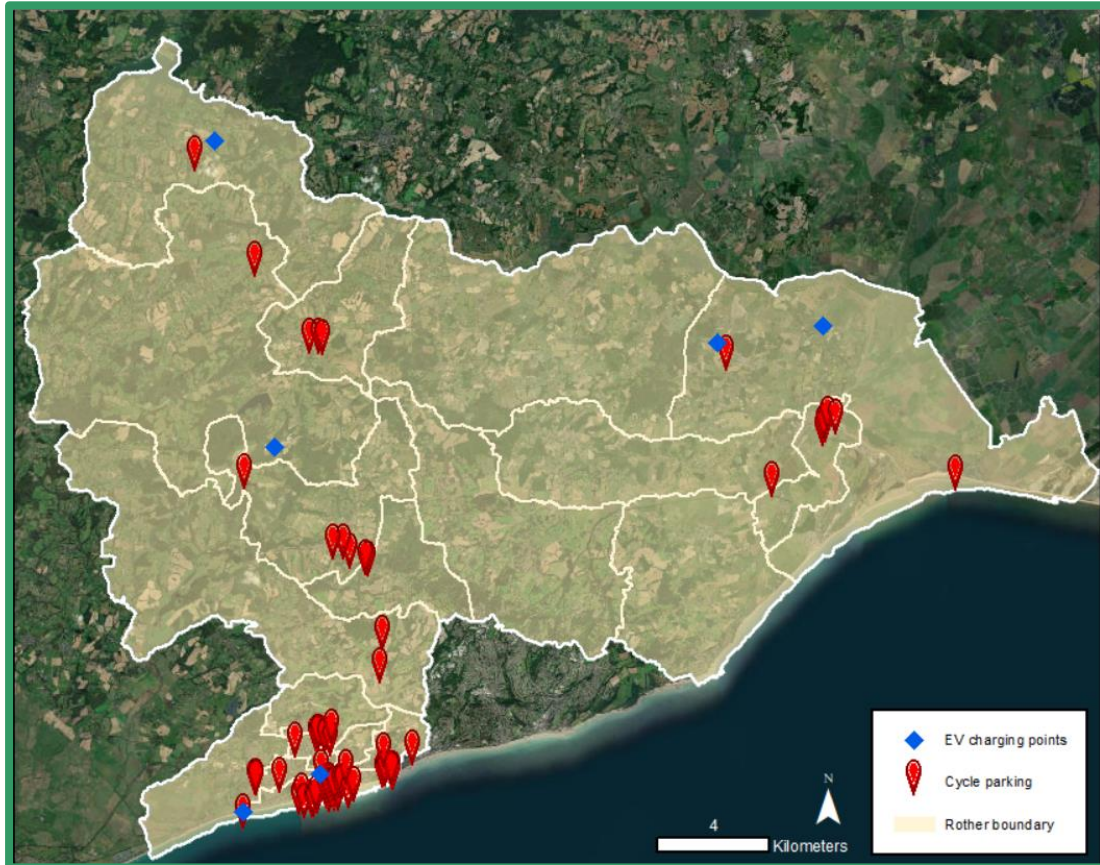 EV charging points
Cycle parking
Rother boundary
N
4
Kilometers